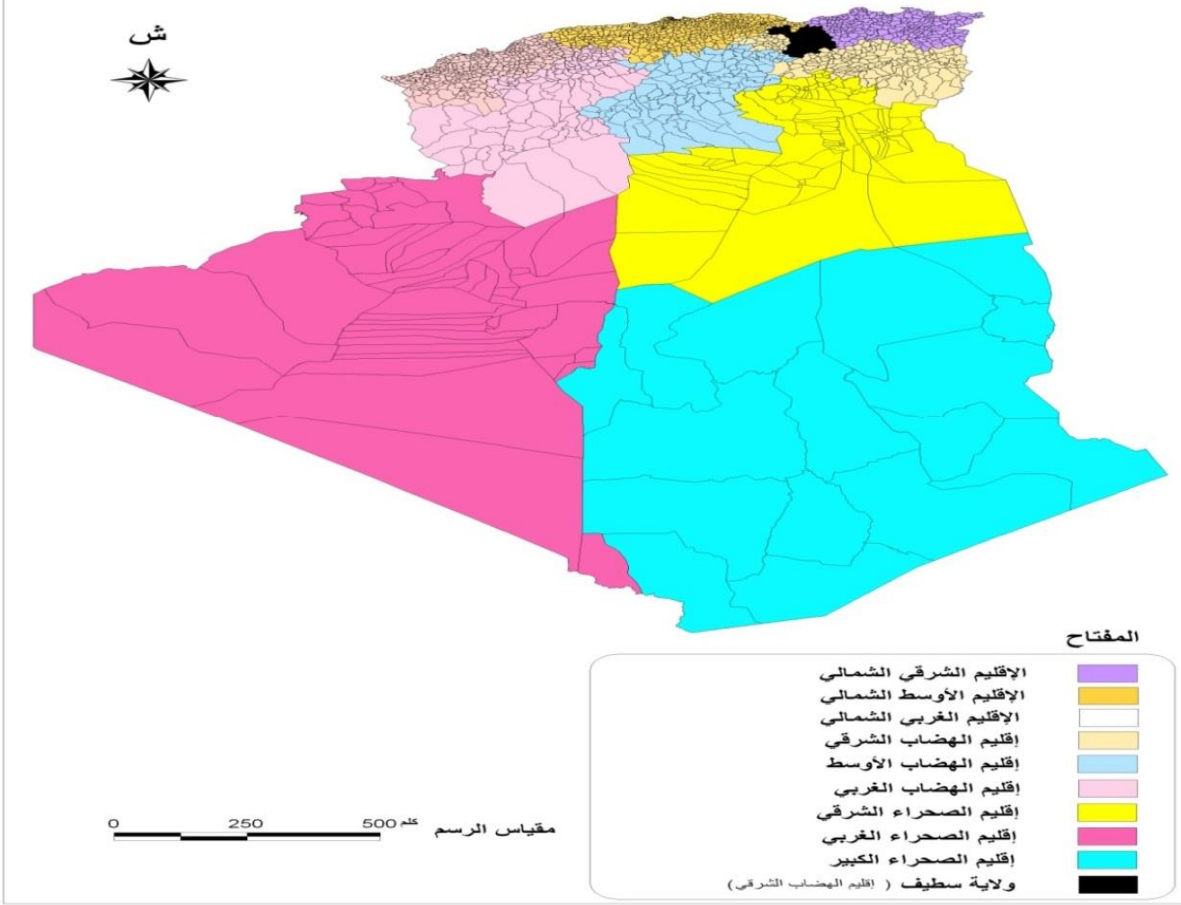 ش
المفتاح
الإقليم الشرقي الشمالي
الإقليم الأوسط الشمالي
الإقليم الغربي الشمالي
إقليم الهضاب الشرقي
إقليم الهضاب الأوسط
إقليم الهضاب الغربي
إقليم الصحراء الشرقي
إقليم الصحراء الغربي
إقليم الصحراء الكبير
ولاية سطيف ( إقليم الهضاب الشرقي)
مقياس الرسم 0 250 500 كلم